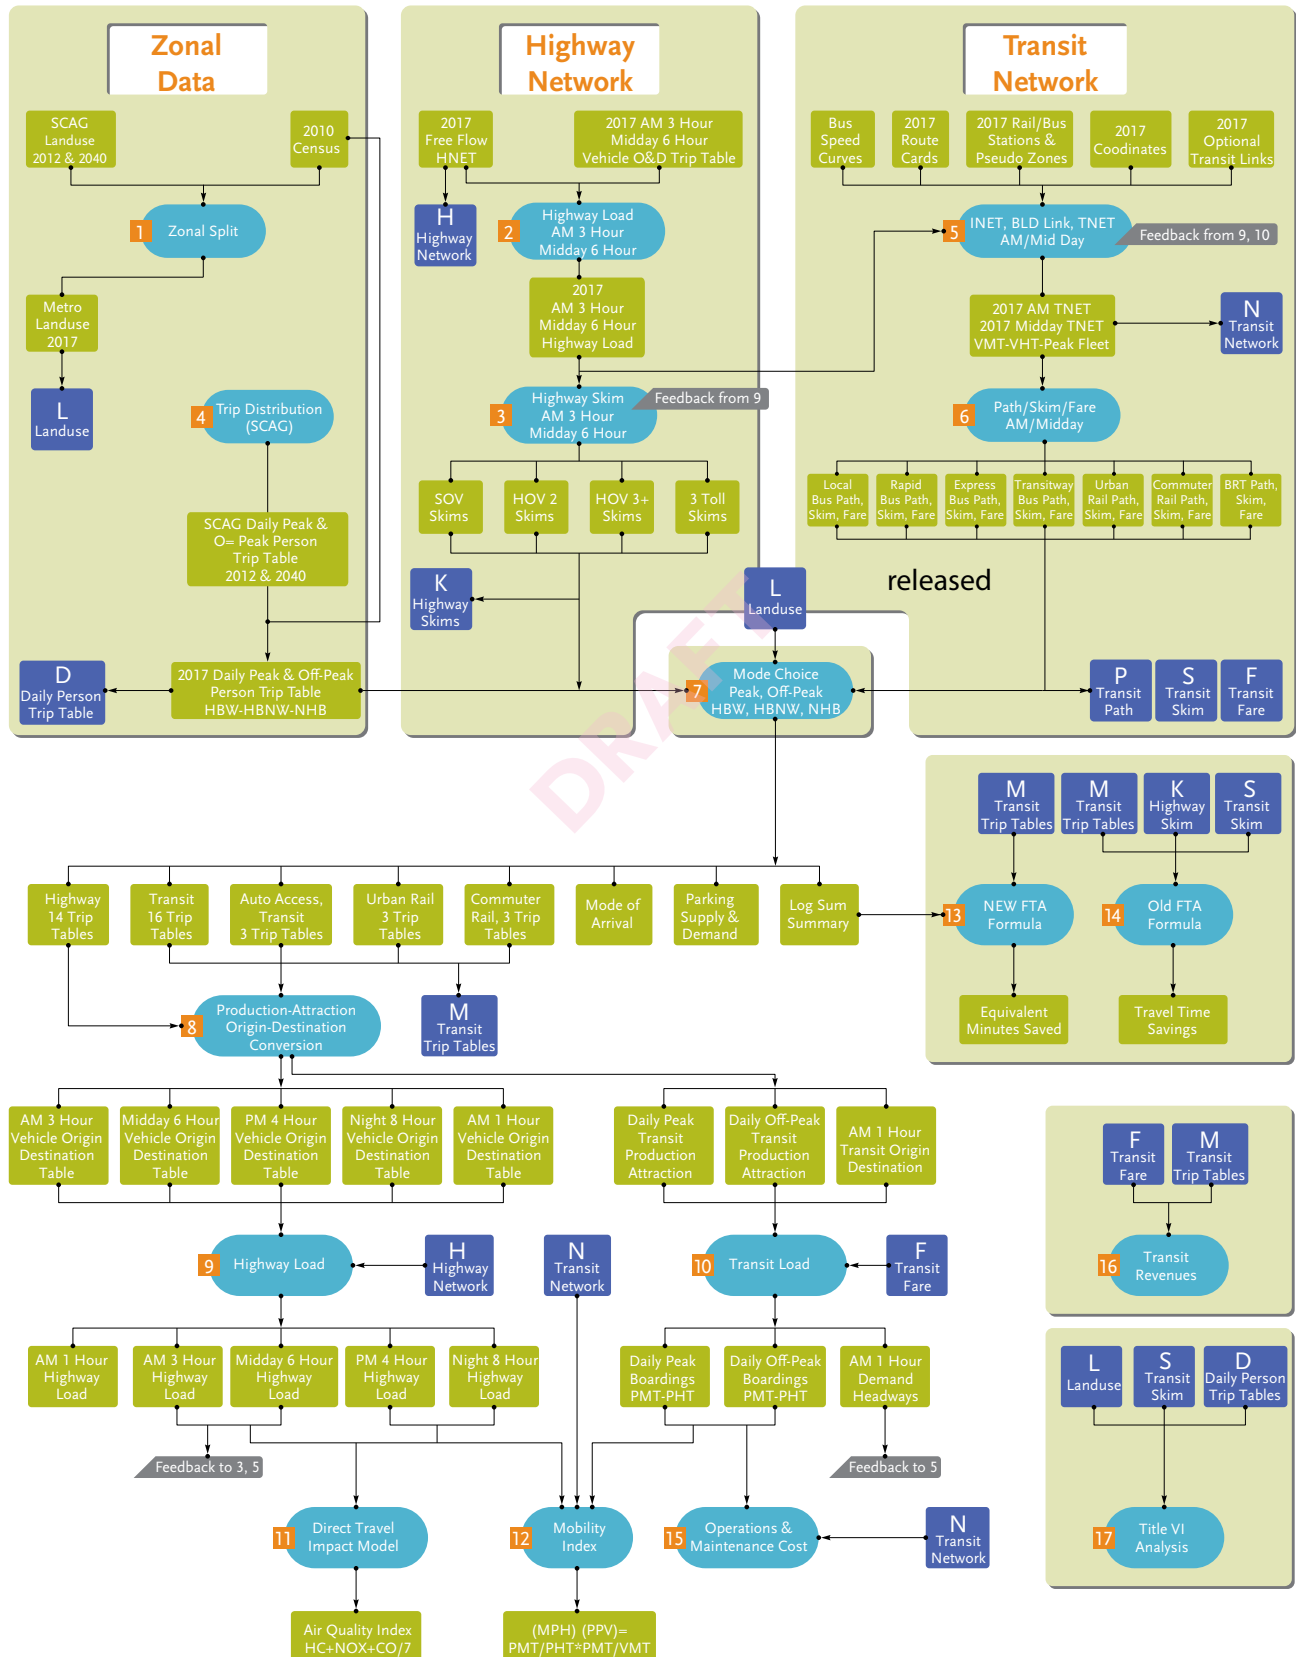 Zonal
Data
Highway
Network
Transit
Network
SCAG
Landuse
2012 & 2040
2010
Census
2017
Free Flow
HNET
2017 AM 3 Hour
Midday 6 Hour
Vehicle O&D Trip Table
Bus
Speed
Curves
2017
Route
Cards
2017 Rail/Bus
Stations &
Pseudo Zones
2017
Coodinates
2017
Optional
Transit Links
1
Zonal Split
H
Highway
Network
2
Highway Load
AM 3 Hour
Midday 6 Hour
5
INET, BLD Link, TNET
AM/Mid Day
Feedback from 9, 10
Metro
Landuse
2017
2017
AM 3 Hour
Midday 6 Hour
Highway Load
2017 AM TNET
2017 Midday TNET
VMT-VHT-Peak Fleet
N
Transit
Network
L
Landuse
4
Trip Distribution
(SCAG)
3
Highway Skim
AM 3 Hour
Midday 6 Hour
Feedback from 9
6
Path/Skim/Fare
AM/Midday
SOV
Skims
HOV 2
Skims
HOV 3+
Skims
3 Toll
Skims
Local
Bus Path,
Skim, Fare
Rapid
Bus Path,
Skim, Fare
Express
Bus Path,
Skim, Fare
Transitway
Bus Path,
Skim, Fare
Urban
Rail Path,
Skim, Fare
Commuter
Rail Path,
Skim, Fare
BRT Path,
Skim,
Fare
SCAG Daily Peak &
O= Peak Person
Trip Table
2012 & 2040
K
Highway
Skims
L
Landuse
released
D
Daily Person
Trip Table
2017 Daily Peak & Off-Peak
Person Trip Table
HBW-HBNW-NHB
7
Mode Choice
Peak, Off-Peak
HBW, HBNW, NHB
P
Transit
Path
S
Transit
Skim
F
Transit
Fare
DRAFT
M
Transit
Trip Tables
M
Transit
Trip Tables
K
Highway
Skim
S
Transit
Skim
Highway
14 Trip
Tables
Transit
16 Trip
Tables
Auto Access,
Transit
3 Trip Tables
Urban Rail
3 Trip
Tables
Commuter
Rail, 3 Trip
Tables
Mode of
Arrival
Parking
Supply &
Demand
Log Sum
Summary
13
NEW FTA
Formula
14
Old FTA
Formula
8
Production-Attraction
Origin-Destination
Conversion
M
Transit
Trip Tables
Equivalent
Minutes Saved
Travel Time
Savings
AM 3 Hour
Vehicle Origin
Destination
Table
Midday 6 Hour
Vehicle Origin
Destination
Table
PM 4 Hour
Vehicle Origin
Destination
Table
Night 8 Hour
Vehicle Origin
Destination
Table
AM 1 Hour
Vehicle Origin
Destination
Table
Daily Peak
Transit
Production
Attraction
Daily Off-Peak
Transit
Production
Attraction
AM 1 Hour
Transit Origin
Destination
F
Transit
Fare
M
Transit
Trip Tables
9
Highway Load
H
Highway
Network
N
Transit
Network
10
Transit Load
F
Transit
Fare
16
Transit
Revenues
AM 1 Hour
Highway
Load
AM 3 Hour
Highway
Load
Midday 6 Hour
Highway
Load
PM 4 Hour
Highway
Load
Night 8 Hour
Highway
Load
Daily Peak
Boardings
PMT-PHT
Daily Off-Peak
Boardings
PMT-PHT
AM 1 Hour
Demand
Headways
L
Landuse
S
Transit
Skim
D
Daily Person
Trip Tables
Feedback to 3, 5
Feedback to 5
11
Direct Travel
Impact Model
12
Mobility
Index
15
Operations &
Maintenance Cost
N
Transit
Network
17
Title VI
Analysis
Air Quality Index
HC+NOX+CO/7
(MPH) (PPV)=
PMT/PHT*PMT/VMT